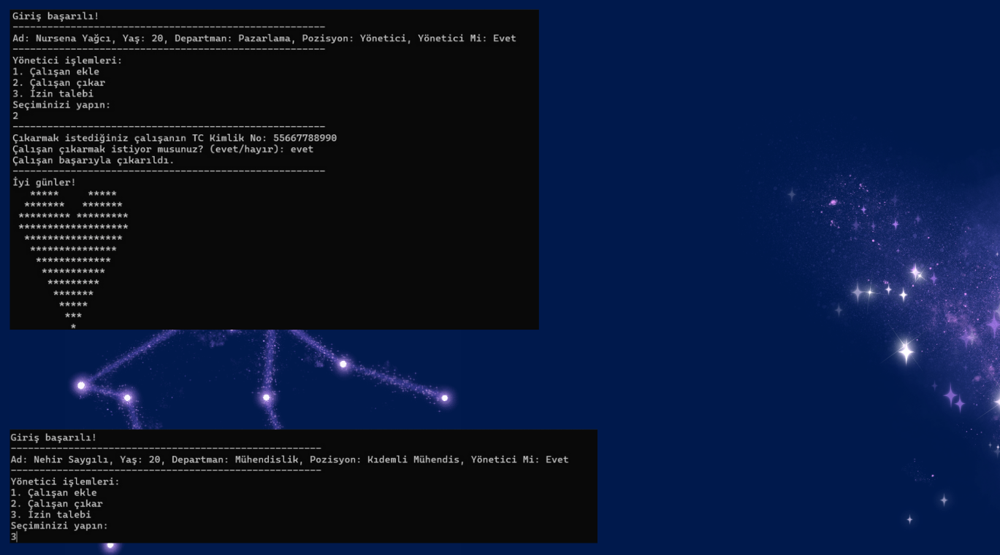 Giriş başarılı!
------------------------------------------------------
Ad: Nursena Yağcı, Yaş: 20, Departman: Pazarlama, Pozisyon: Yönetici, Yönetici Mi: Evet
------------------------------------------------------
Yönetici işlemleri:
1. Çalışan ekle
2. Çalışan çıkar
3. İzin talebi
Seçiminizi yapın:
2
------------------------------------------------------
Çıkarmak istediğiniz çalışanın TC Kimlik No: 55667788990
Çalışan çıkarmak istiyor musunuz? (evet/hayır): evet
Çalışan başarıyla çıkarıldı.
------------------------------------------------------
İyi günler!
   *****     *****
  *******   *******
 ********* *********
 *******************
  *****************
   ***************
    *************
     ***********
      *********
       *******
        *****
         ***
          *
Giriş başarılı!
------------------------------------------------------
Ad: Nehir Saygılı, Yaş: 20, Departman: Mühendislik, Pozisyon: Kıdemli Mühendis, Yönetici Mi: Evet
------------------------------------------------------
Yönetici işlemleri:
1. Çalışan ekle
2. Çalışan çıkar
3. İzin talebi
Seçiminizi yapın:
3